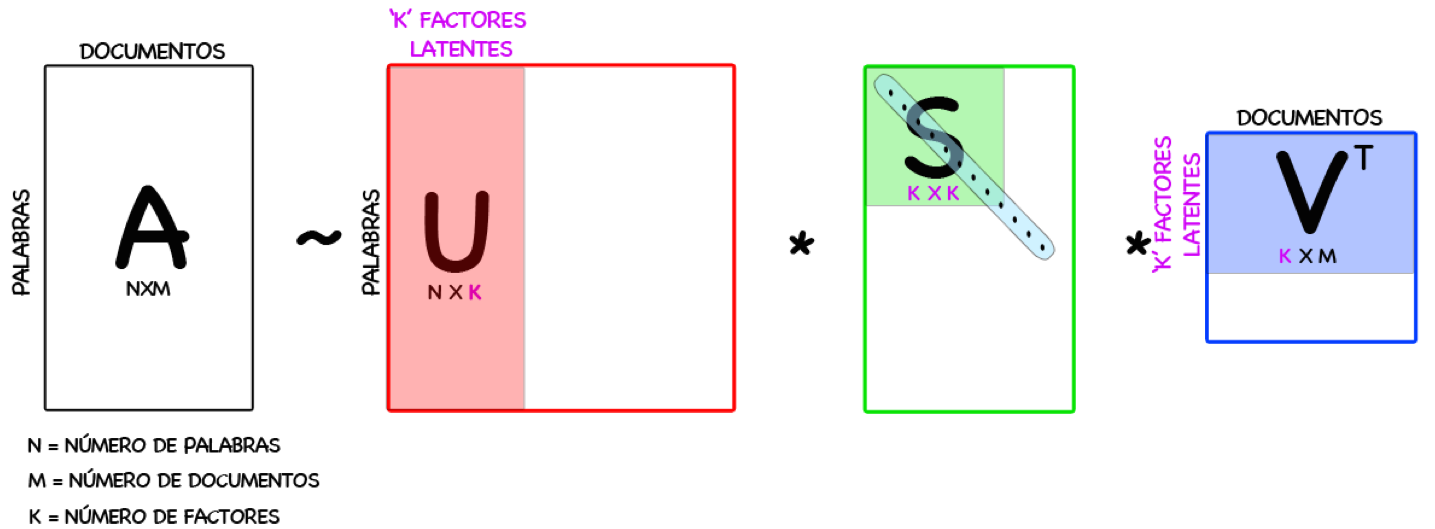 'K' FACTORES
LATENTES
DOCUMENTOS
PALABRAS
A
NXM
~
PALABRAS
U
N X K
*
S
K X K
*
DOCUMENTOS
'K' FACTORES
LATENTES
V T
K X M
N = NÚMERO DE PALABRAS
M = NÚMERO DE DOCUMENTOS
K = NÚMERO DE FACTORES